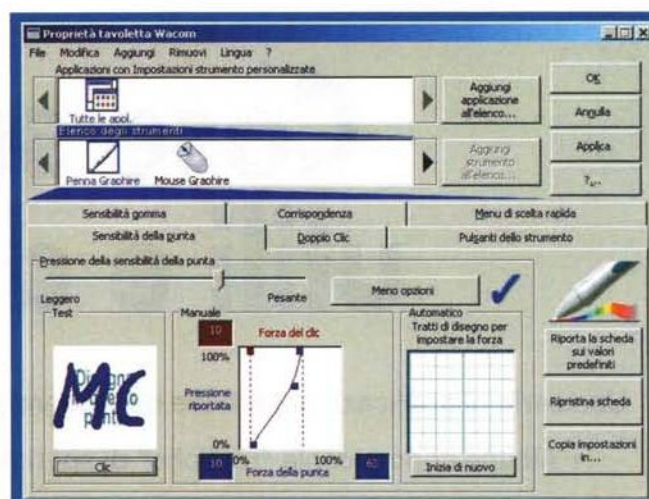 Proprietà tavoletta Wacom
File Modifica Aggiungi Rimuovi Lingua ?
Applicazioni con Impostazioni strumento personalizzate
Tutte le appl.
Aggiungi
applicazione
all'elenco...
OK
Annulla
Elenco degli strumenti
Penna Graphire Mouse Graphire
Aggiungi
strumento
all'elenco...
Applica
?...
Sensibilità gomma Corrispondenza Menu di scelta rapida
Sensibilità della punta Doppio Clic Pulsanti dello strumento
Pressione della sensibilità della punta
Leggero Pesante
Meno opzioni
Test
MC
Clic
Manuale
10 Forza del clic
100%
Pressione
riportata
0%
10 0% 100% 60
Forza della punta
Automatico
Tratti di disegno per
impostare la forza
Inizia di nuovo
Riporta la scheda
sui valori
predefiniti
Ripristina scheda
Copia impostazioni
in...